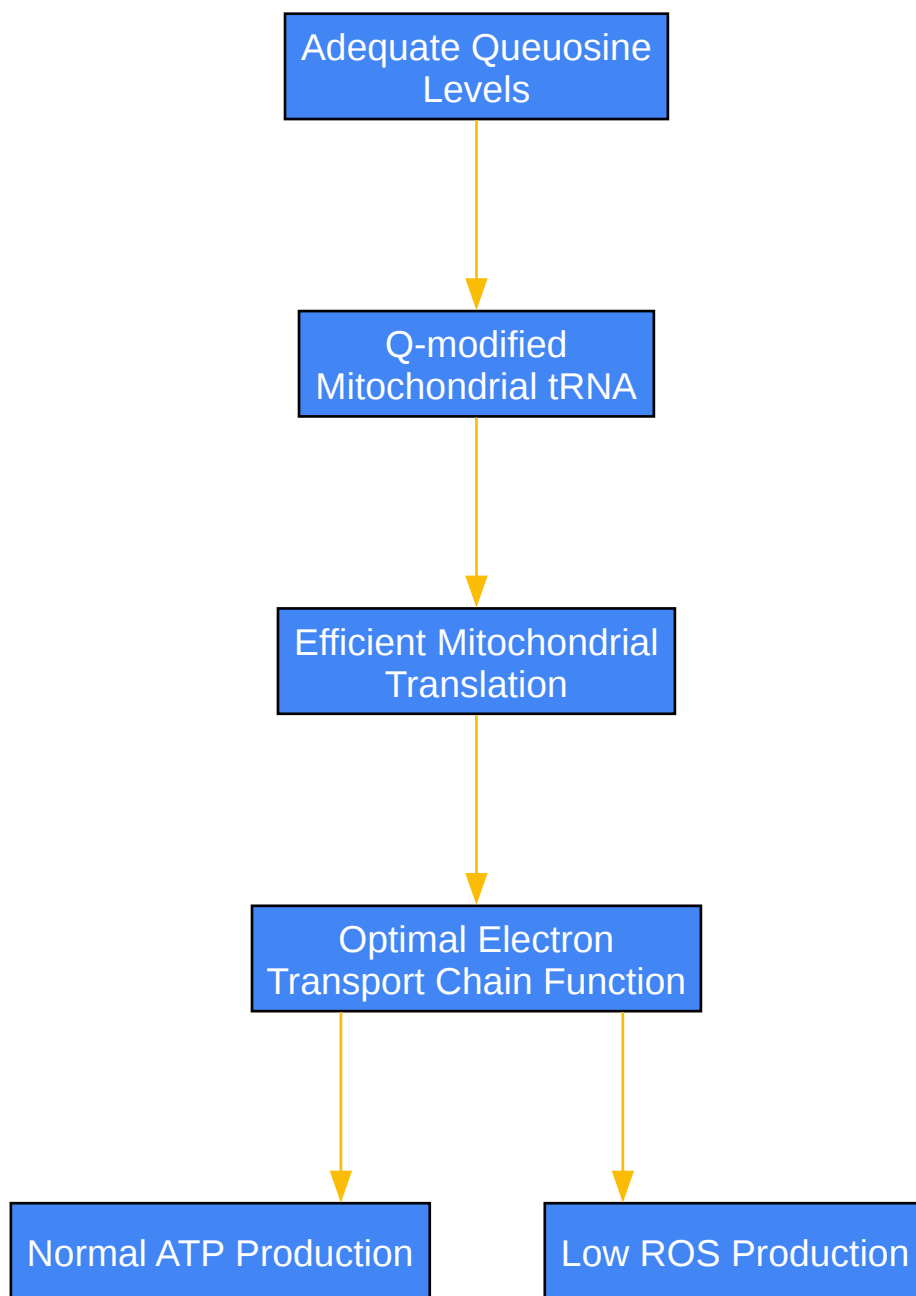 Adequate Queuosine
Levels
Q-modified
Mitochondrial tRNA
Efficient Mitochondrial
Translation
Optimal Electron
Transport Chain Function
Normal ATP Production
Low ROS Production